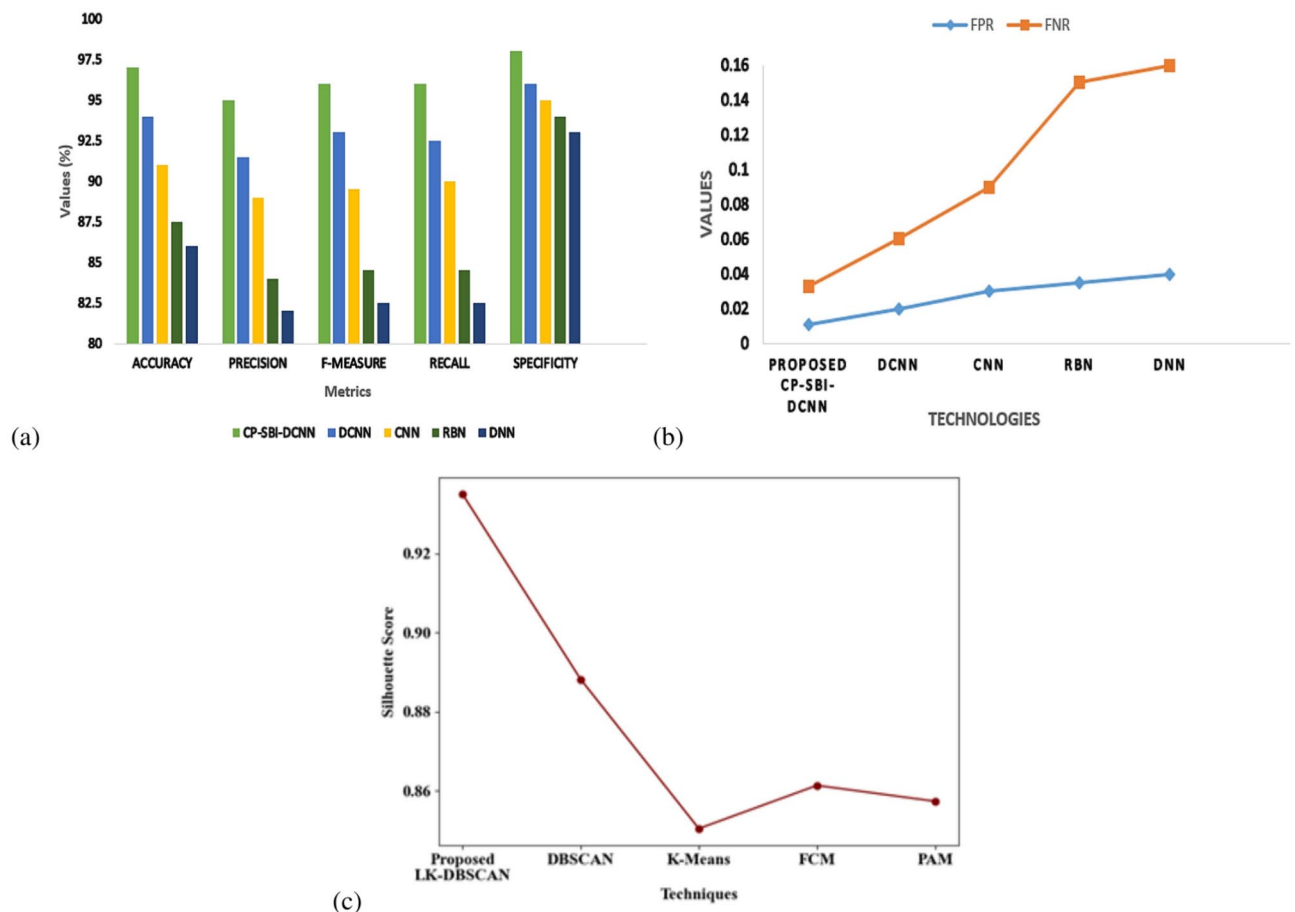 100
97.5
95
92.5
90
87.5
85
82.5
80
Values (%)
ACCURACY PRECISION F-MEASURE RECALL SPECIFICITY
Metrics
CP-SBI-DCNN DCNN CNN RBN DNN
(a)
FPR FNR
0.16
0.14
0.12
0.1
0.08
0.06
0.04
0.02
0
VALUES
PROPOSED DCNN CNN RBN DNN
CP-SBI-
DCNN
TECHNOLOGIES
(b)
0.92
0.90
0.88
0.86
Silhouette Score
Proposed DBSCAN K-Means FCM PAM
LK-DBSCAN
Techniques
(c)